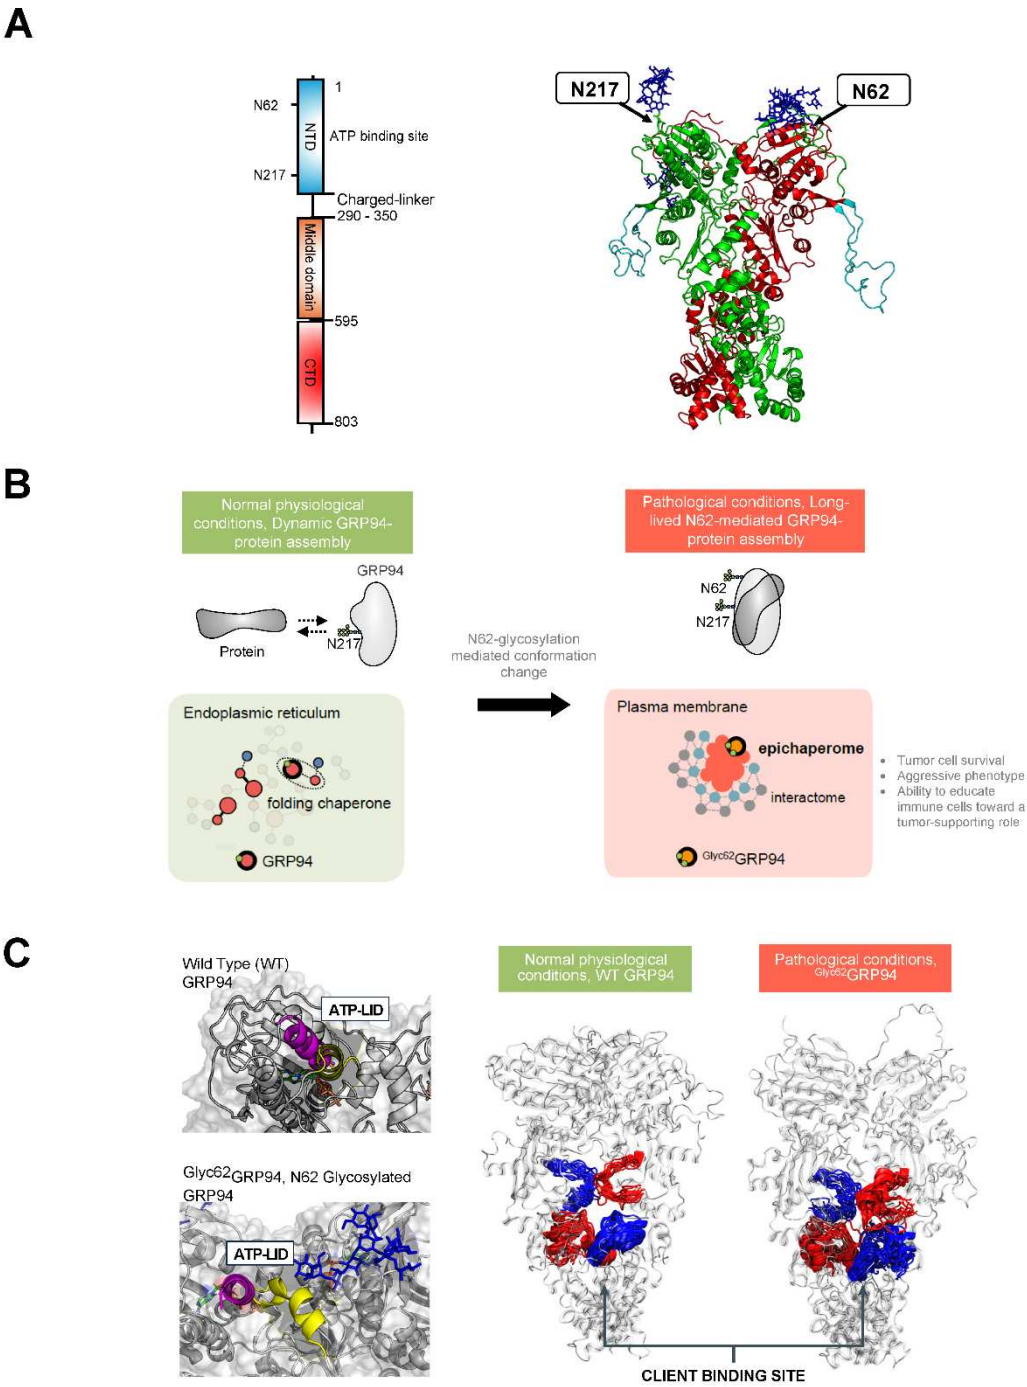 A
N62
N217
NTD
1
ATP binding site
Charged-linker
290 - 350
Middle domain
595
CTD
803
N217
N62
B
Normal physiological
conditions, Dynamic GRP94-
protein assembly
GRP94
Protein
N217
N62-glycosylation
mediated conformation
change
Pathological conditions, Long-
lived N62-mediated GRP94-
protein assembly
N62
N217
Endoplasmic reticulum
folding chaperone
GRP94
Plasma membrane
epichaperome
interactome
Glyc62GRP94
• Tumor cell survival
• Aggressive phenotype
• Ability to educate
immune cells toward a
tumor-supporting role
C
Wild Type (WT)
GRP94
ATP-LID
Glyc62GRP94, N62 Glycosylated
GRP94
ATP-LID
Normal physiological
conditions, WT GRP94
Pathological conditions,
Glyc62GRP94
CLIENT BINDING SITE